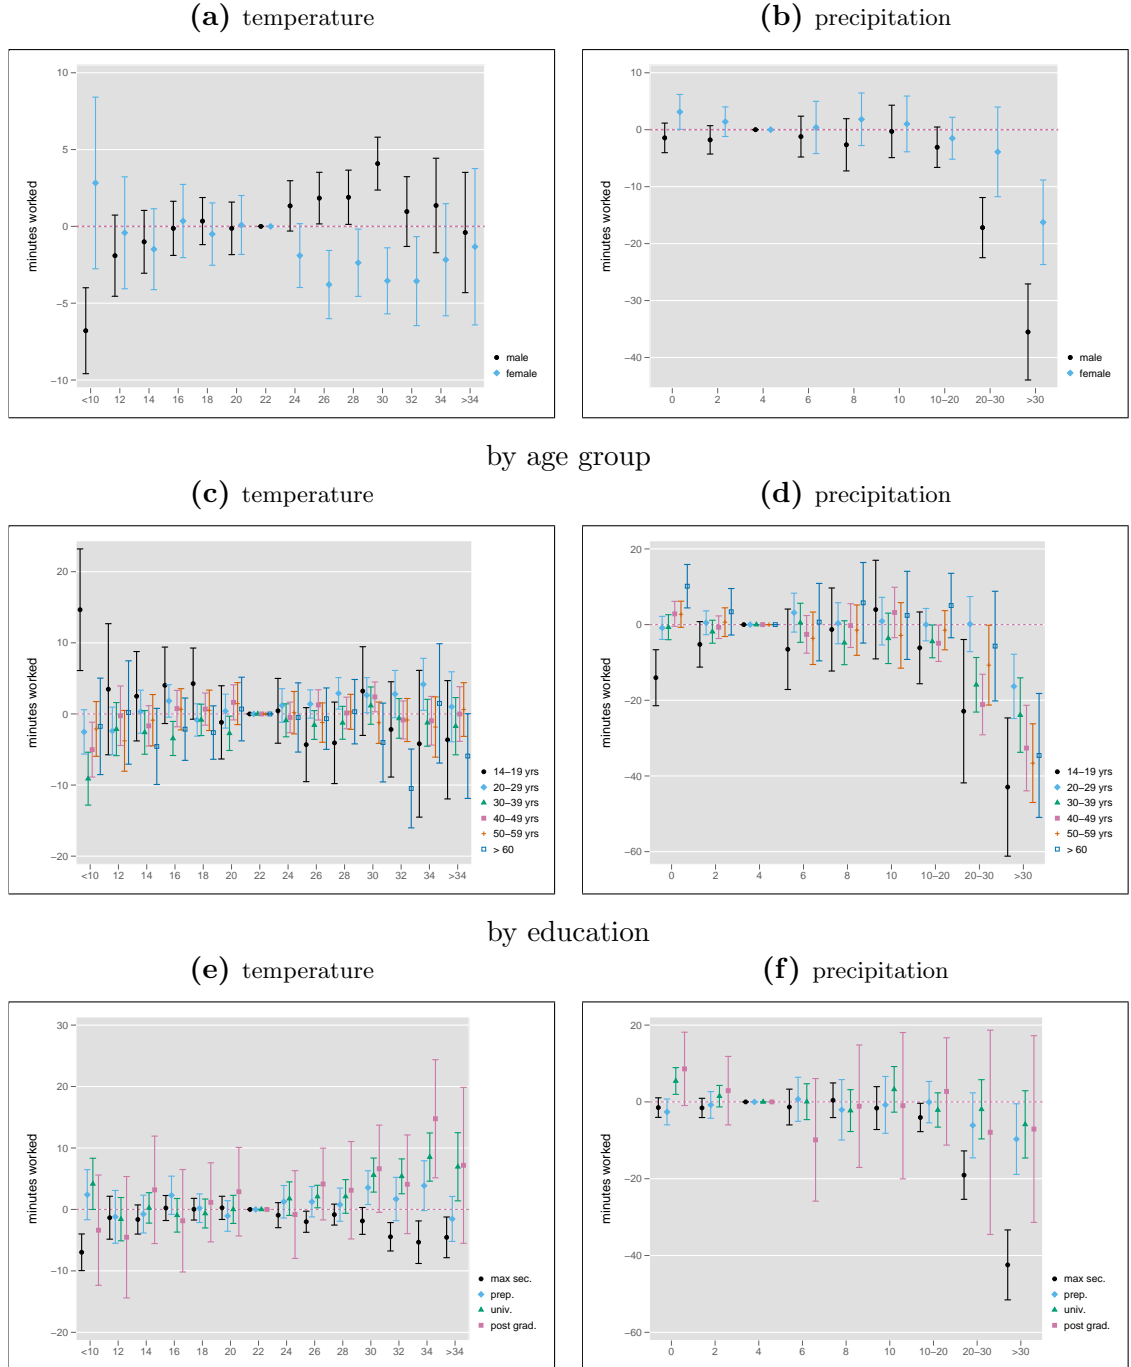 (a) temperature
(b) precipitation
minutes worked
10
5
0
−5
−10
<10 12 14 16 18 20 22 24 26 28 30 32 34 >34
male
female
minutes worked
10
0
−10
−20
−30
−40
0 2 4 6 8 10 10−20 20−30 >30
male
female
by age group
(c) temperature
(d) precipitation
minutes worked
20
10
0
−10
−20
<10 12 14 16 18 20 22 24 26 28 30 32 34 >34
14−19 yrs
20−29 yrs
30−39 yrs
40−49 yrs
50−59 yrs
> 60
minutes worked
20
0
−20
−40
−60
0 2 4 6 8 10 10−20 20−30 >30
14−19 yrs
20−29 yrs
30−39 yrs
40−49 yrs
50−59 yrs
> 60
by education
(e) temperature
(f) precipitation
minutes worked
30
20
10
0
−10
−20
<10 12 14 16 18 20 22 24 26 28 30 32 34 >34
max sec.
prep.
univ.
post grad.
minutes worked
20
0
−20
−40
−60
0 2 4 6 8 10 10−20 20−30 >30
max sec.
prep.
univ.
post grad.